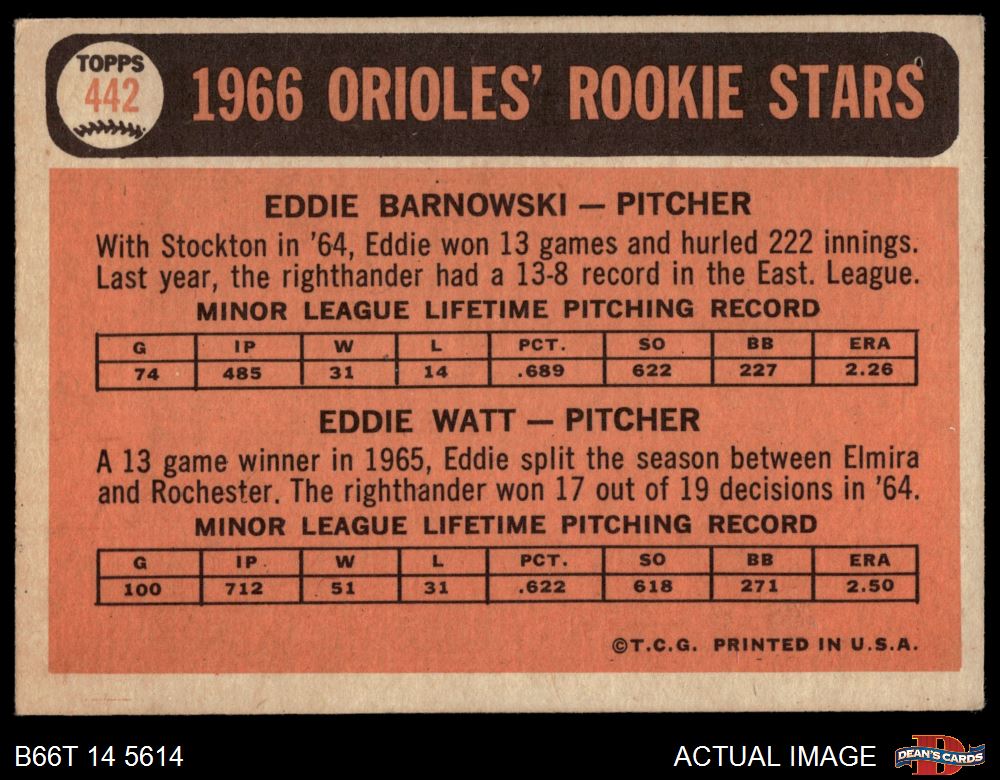 TOPPS
442
1966 ORIOLES' ROOKIE STARS
EDDIE BARNOWSKI — PITCHER
With Stockton in '64, Eddie won 13 games and hurled 222 innings.
Last year, the righthander had a 13-8 record in the East. League.
MINOR LEAGUE LIFETIME PITCHING RECORD
G IP W L PCT. SO BB ERA
74 485 31 14 .689 622 227 2.26
EDDIE WATT — PITCHER
A 13 game winner in 1965, Eddie split the season between Elmira
and Rochester. The righthander won 17 out of 19 decisions in '64.
MINOR LEAGUE LIFETIME PITCHING RECORD
G IP. W L PCT. SO BB ERA
100 712 51 31 .622 618 271 2.50
©T.C.G. PRINTED IN U.S.A.
B66T 14 5614
ACTUAL IMAGE
DEAN'S CARDS